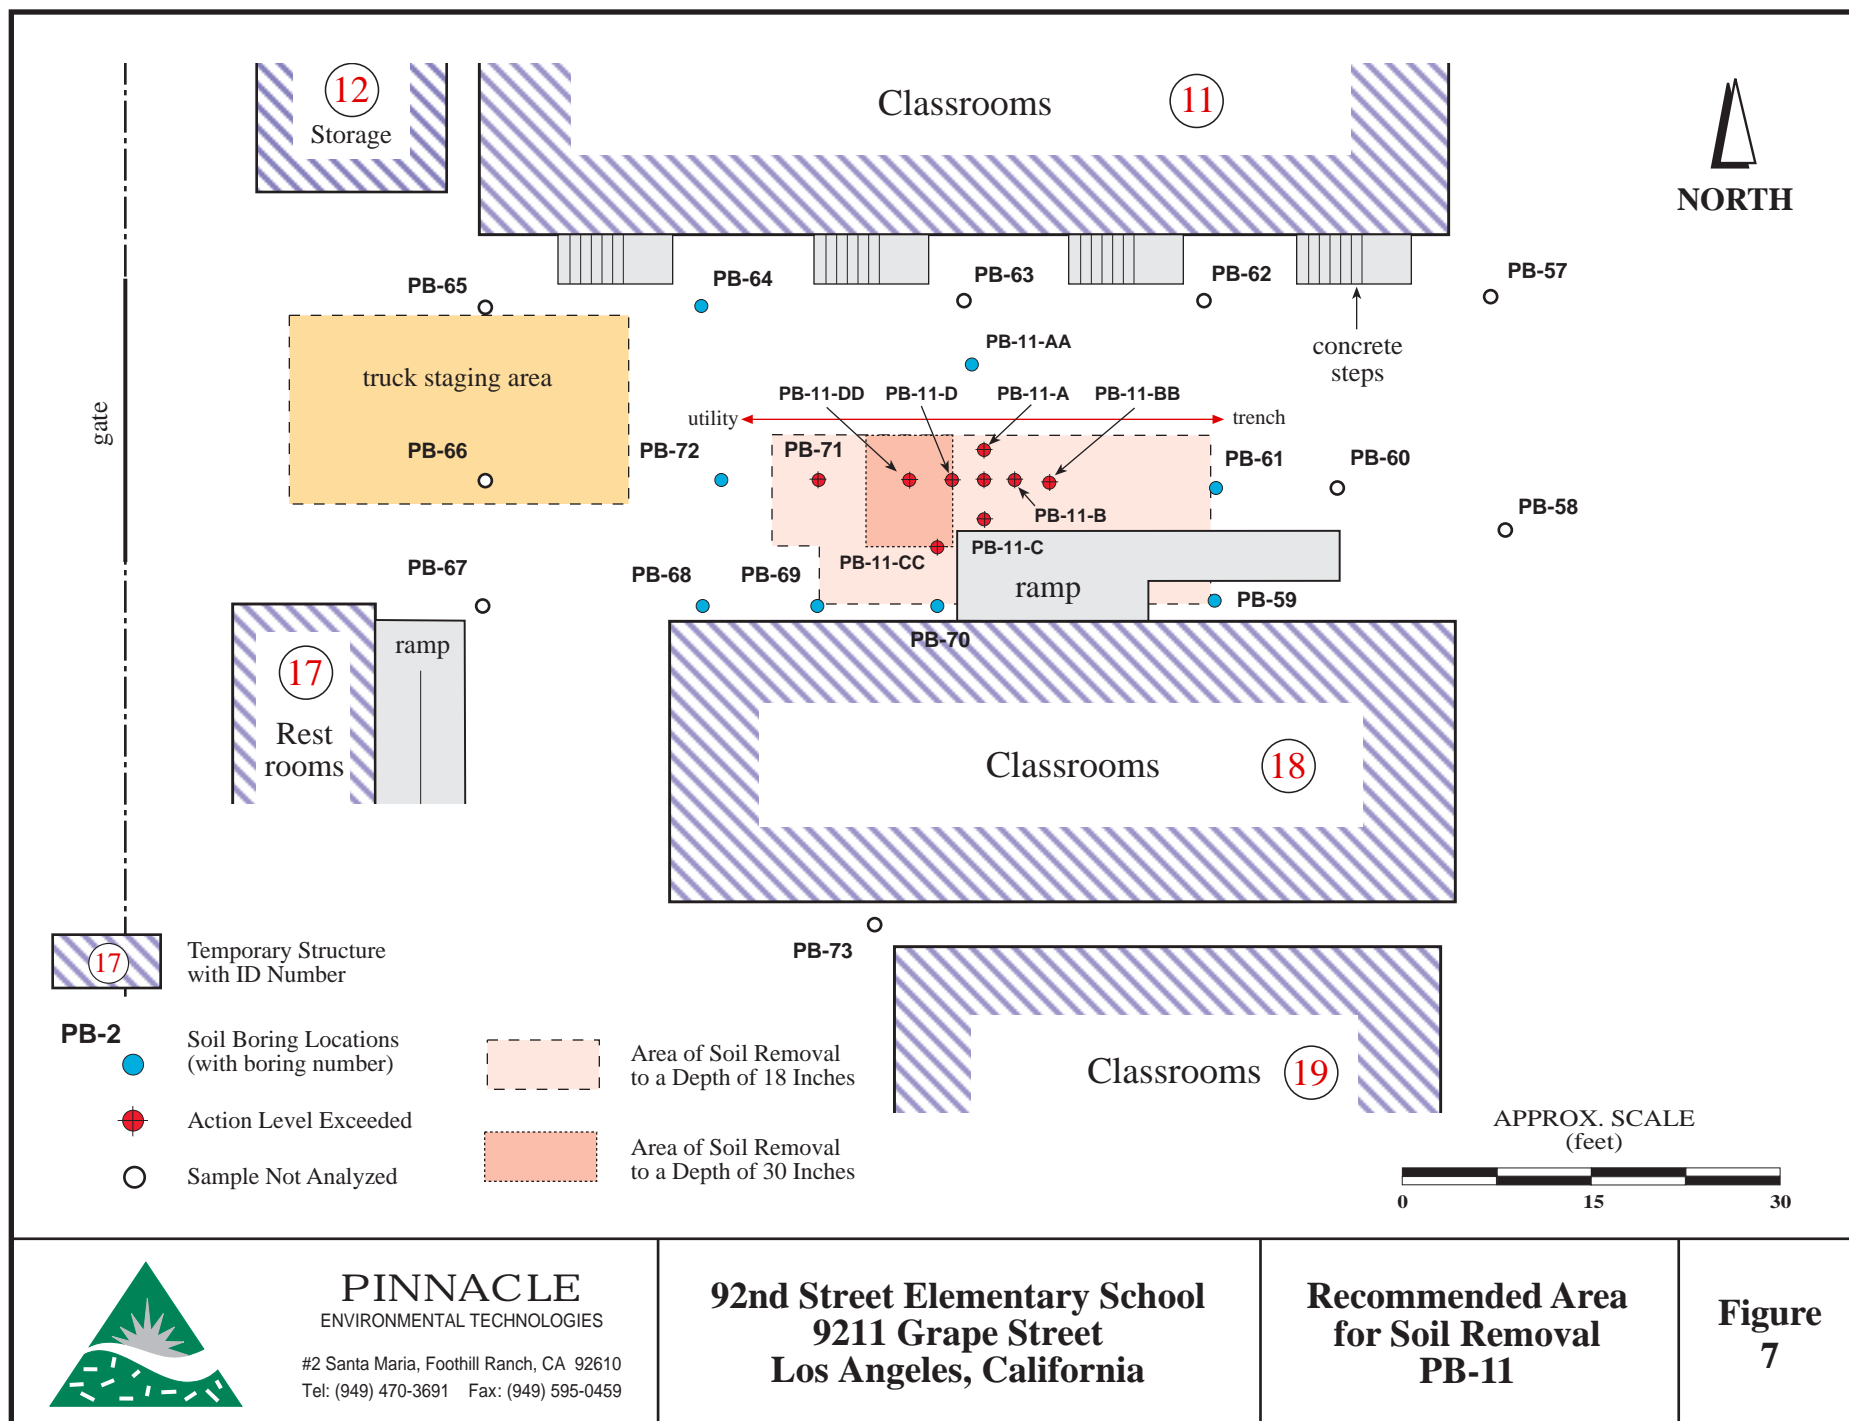 12
Storage
Classrooms
11
NORTH
PB-65
PB-64
PB-63
PB-62
PB-57
PB-11-AA
concrete
steps
truck staging area
gate
PB-11-DD
PB-11-D
PB-11-A
PB-11-BB
utility
trench
PB-66
PB-72
PB-71
PB-61
PB-60
PB-58
PB-11-B
PB-11-C
PB-11-CC
PB-67
PB-68
PB-69
ramp
PB-59
PB-70
ramp
17
Rest
rooms
Classrooms
18
PB-73
Classrooms
19
17
Temporary Structure
with ID Number
PB-2
Soil Boring Locations
(with boring number)
Action Level Exceeded
Sample Not Analyzed
Area of Soil Removal
to a Depth of 18 Inches
Area of Soil Removal
to a Depth of 30 Inches
APPROX. SCALE
(feet)
0
15
30
PINNACLE
ENVIRONMENTAL TECHNOLOGIES
#2 Santa Maria, Foothill Ranch, CA 92610
Tel: (949) 470-3691 Fax: (949) 595-0459
92nd Street Elementary School
9211 Grape Street
Los Angeles, California
Recommended Area
for Soil Removal
PB-11
Figure
7